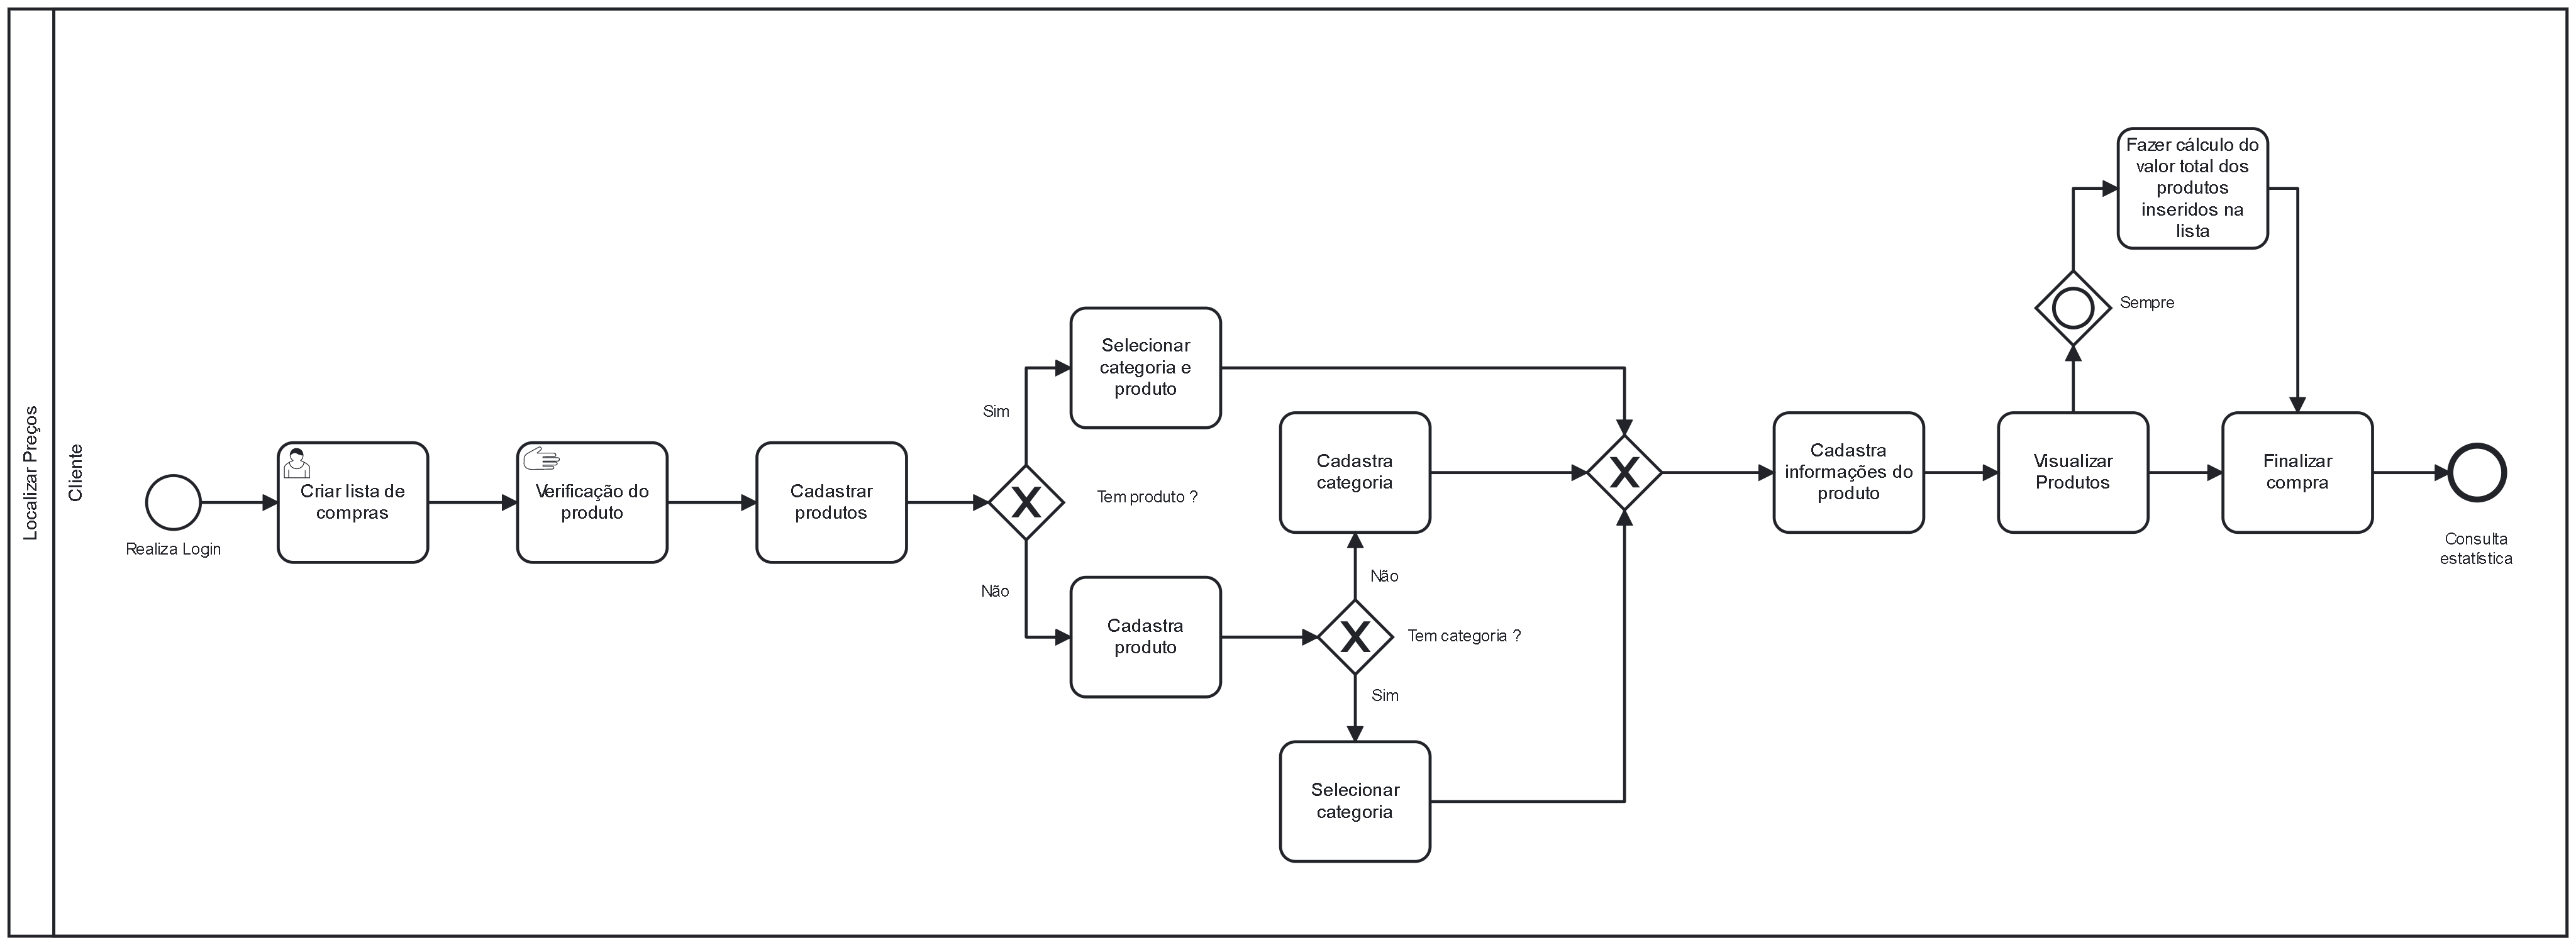 Localizar Preços
Cliente
Realiza Login
Criar lista de
compras
Verificação do
produto
Cadastrar
produtos
Tem produto ?
Sim
Não
Selecionar
categoria e
produto
Cadastra
produto
Tem categoria ?
Não
Sim
Cadastra
categoria
Selecionar
categoria
Cadastra
informações do
produto
Visualizar
Produtos
Sempre
Fazer cálculo do
valor total dos
produtos
inseridos na
lista
Finalizar
compra
Consulta
estatística